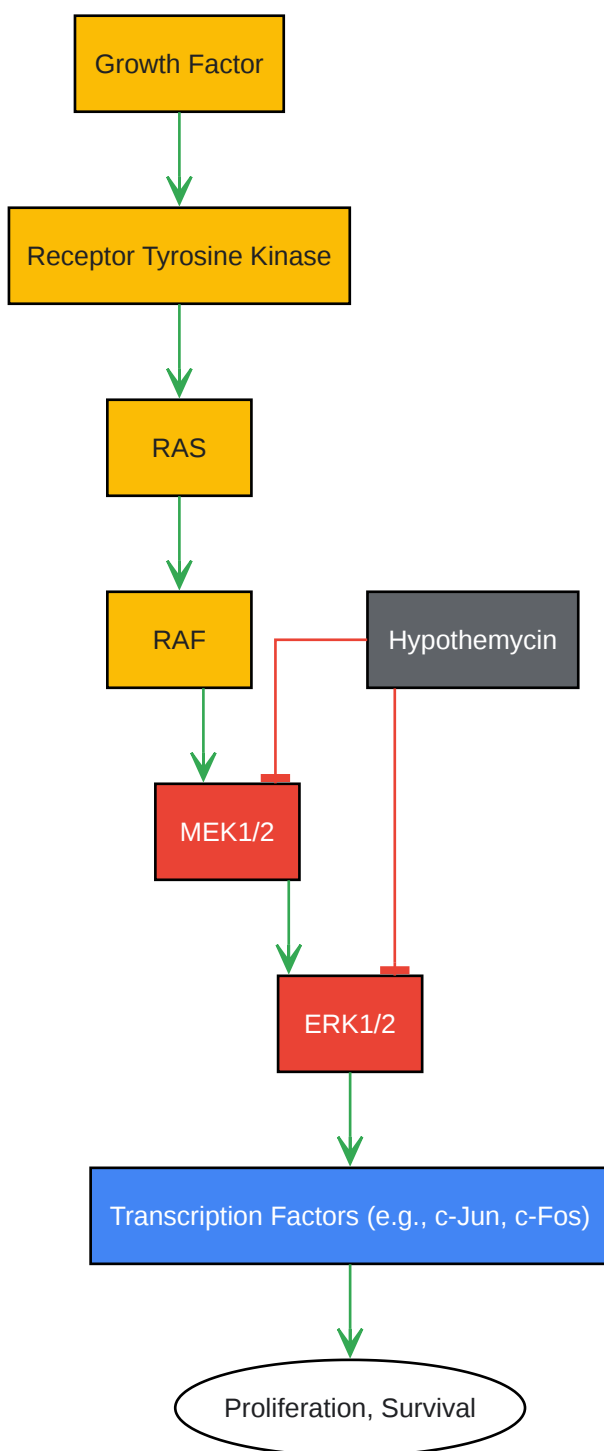 Growth Factor
Receptor Tyrosine Kinase
RAS
RAF
Hypothemycin
MEK1/2
ERK1/2
Transcription Factors (e.g., c-Jun, c-Fos)
Proliferation, Survival